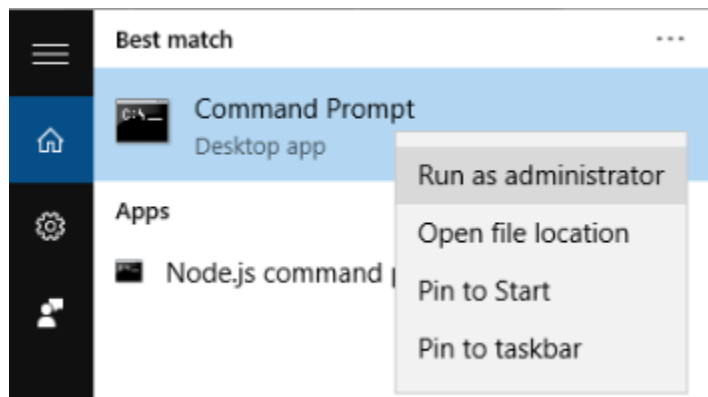 Best match
Command Prompt
Desktop app
Run as administrator
Apps
Open file location
Node.js command
Pin to Start
Pin to taskbar